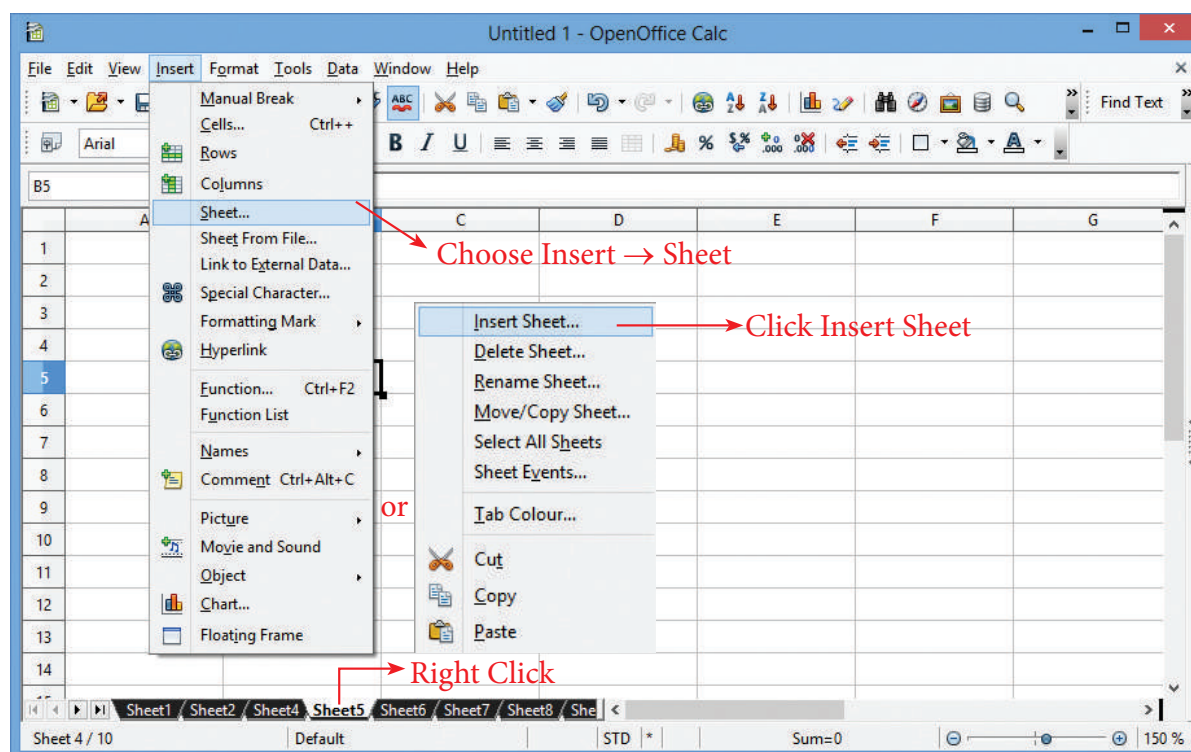 Untitled 1 - OpenOffice Calc
File Edit View Insert Format Tools Data Window Help
ABC
Find Text
Arial
B I U
B5
Manual Break
Cells... Ctrl++
Rows
Columns
Sheet...
Sheet From File...
Link to External Data...
Special Character...
Formatting Mark
Hyperlink
Function... Ctrl+F2
Function List
Names
Comment Ctrl+Alt+C
Picture
Movie and Sound
Object
Chart...
Floating Frame
A C D E F G
1
2
3
4
5
6
7
8
9
10
11
12
13
14
Choose Insert → Sheet
or
Insert Sheet...
Delete Sheet...
Rename Sheet...
Move/Copy Sheet...
Select All Sheets
Sheet Events...
Tab Colour...
Cut
Copy
Paste
Click Insert Sheet
Right Click
Sheet1 Sheet2 Sheet4 Sheet5 Sheet6 Sheet7 Sheet8 She
Sheet 4 / 10 Default STD * Sum=0 150 %